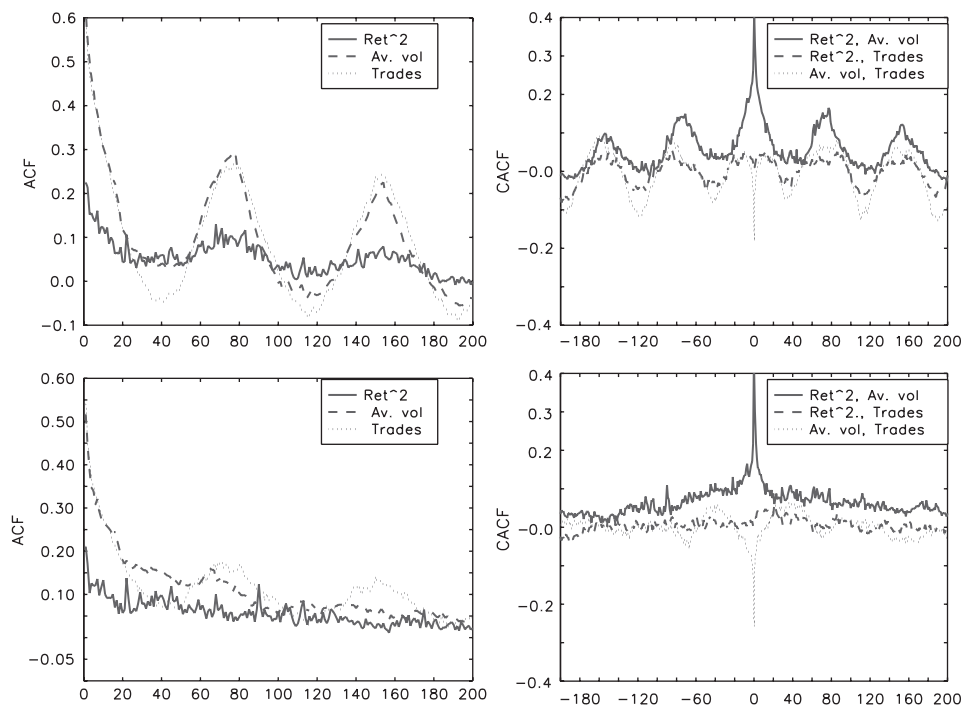 0.6
0.5
0.4
0.3
0.2
0.1
0.0
−0.1
ACF
Ret^2
Av. vol
Trades
0 20 40 60 80 100 120 140 160 180 200
0.4
0.2
−0.0
−0.2
−0.4
CACF
Ret^2, Av. vol
Ret^2., Trades
Av. vol, Trades
−180 −120 −80 −40 0 40 80 120 160 200
0.60
0.50
0.40
0.30
0.20
0.10
−0.05
ACF
Ret^2
Av. vol
Trades
0 20 40 60 80 100 120 140 160 180 200
0.4
0.2
−0.0
−0.2
−0.4
CACF
Ret^2, Av. vol
Ret^2., Trades
Av. vol, Trades
−180 −120 −80 −40 0 40 80 120 160 200